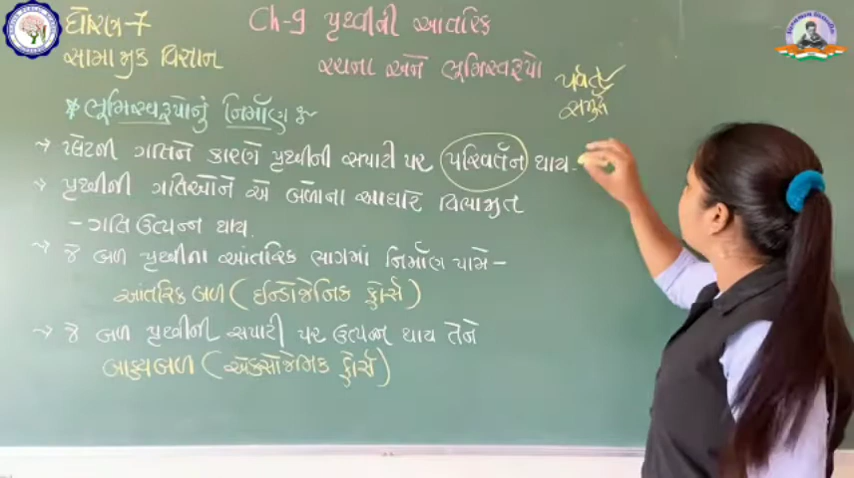 ધોરણ-7
સામાજીક વિજ્ઞાન
Ch-9 પૃથ્વીની આંતરિક
રચના અને ભૂમિસ્વરૂપો
પર્વત
સમુદ્ર
* ભૂમિસ્વરૂપોનું નિર્માણ :-
→ પ્લેટની ગતિને કારણે પૃથ્વીની સપાટી પર પરિવર્તન થાય.
→ પૃથ્વીની ગતિઓને બે બળોના આધારે વિભાજીત
- ગતિ ઉત્પન્ન થાય.
→ જે બળ પૃથ્વીના આંતરિક ભાગમાં નિર્માણ પામે -
આંતરિક બળ (ઈન્ડોજેનિક ફોર્સ)
→ જે બળ પૃથ્વીની સપાટી પર ઉત્પન્ન થાય તેને
બાહ્યબળ (એક્સોજેનિક ફોર્સ)